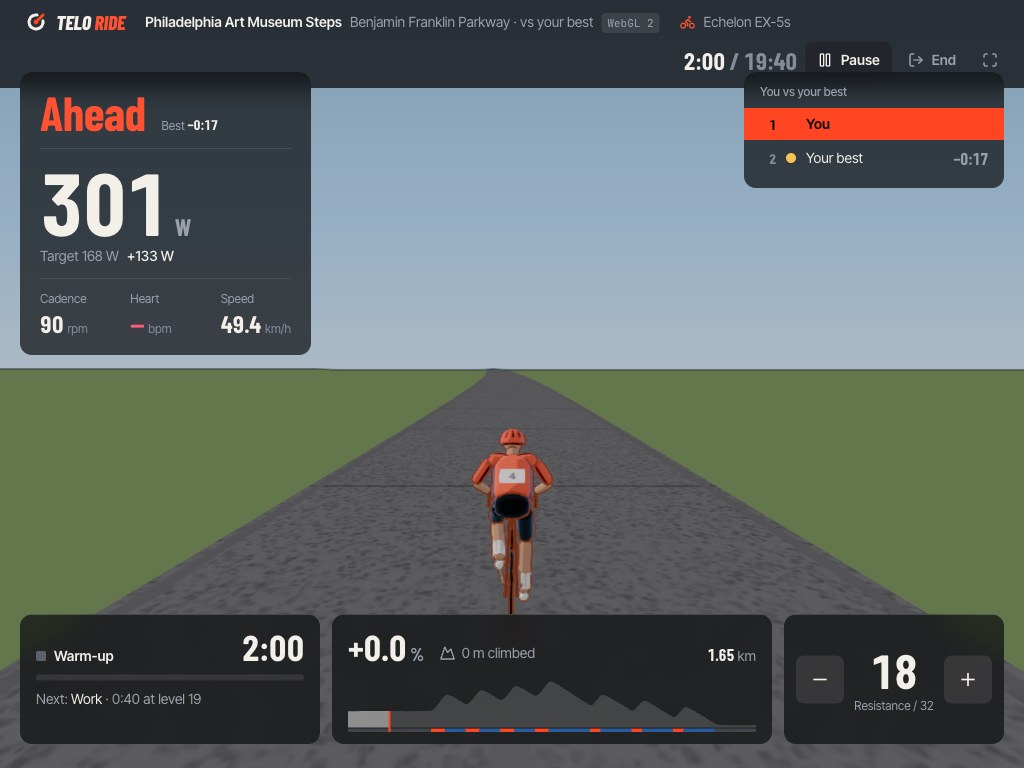 TELO RIDE Philadelphia Art Museum Steps Benjamin Franklin Parkway · vs your best WebGL 2 Echelon EX-5s
2:00 / 19:40 Pause End
Ahead Best −0:17
You vs your best
1 You
2 Your best −0:17
301 W
Target 168 W +133 W
Cadence Heart Speed
90 rpm – bpm 49.4 km/h
4
Warm-up 2:00
Next: Work · 0:40 at level 19
+0.0 % 0 m climbed 1.65 km
− 18 +
Resistance / 32